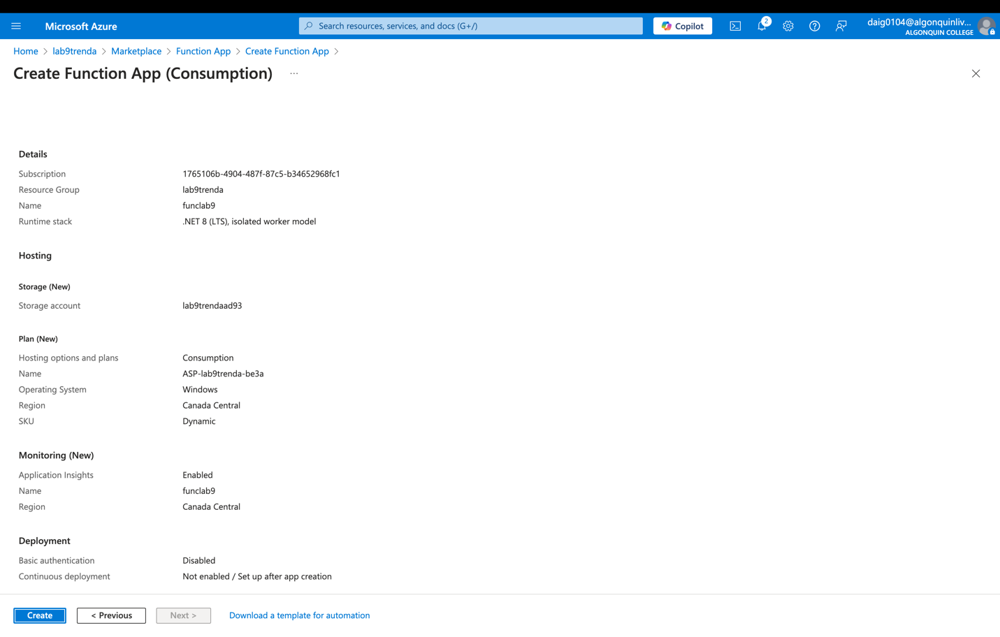 Microsoft Azure
Search resources, services, and docs (G+/)
Copilot
2
daig0104@algonquinliv...
ALGONQUIN COLLEGE
Home > lab9trenda > Marketplace > Function App > Create Function App >
Create Function App (Consumption) ...
Details
Subscription 1765106b-4904-487f-87c5-b34652968fc1
Resource Group lab9trenda
Name funclab9
Runtime stack .NET 8 (LTS), isolated worker model
Hosting
Storage (New)
Storage account lab9trendaad93
Plan (New)
Hosting options and plans Consumption
Name ASP-lab9trenda-be3a
Operating System Windows
Region Canada Central
SKU Dynamic
Monitoring (New)
Application Insights Enabled
Name funclab9
Region Canada Central
Deployment
Basic authentication Disabled
Continuous deployment Not enabled / Set up after app creation
Create < Previous Next > Download a template for automation